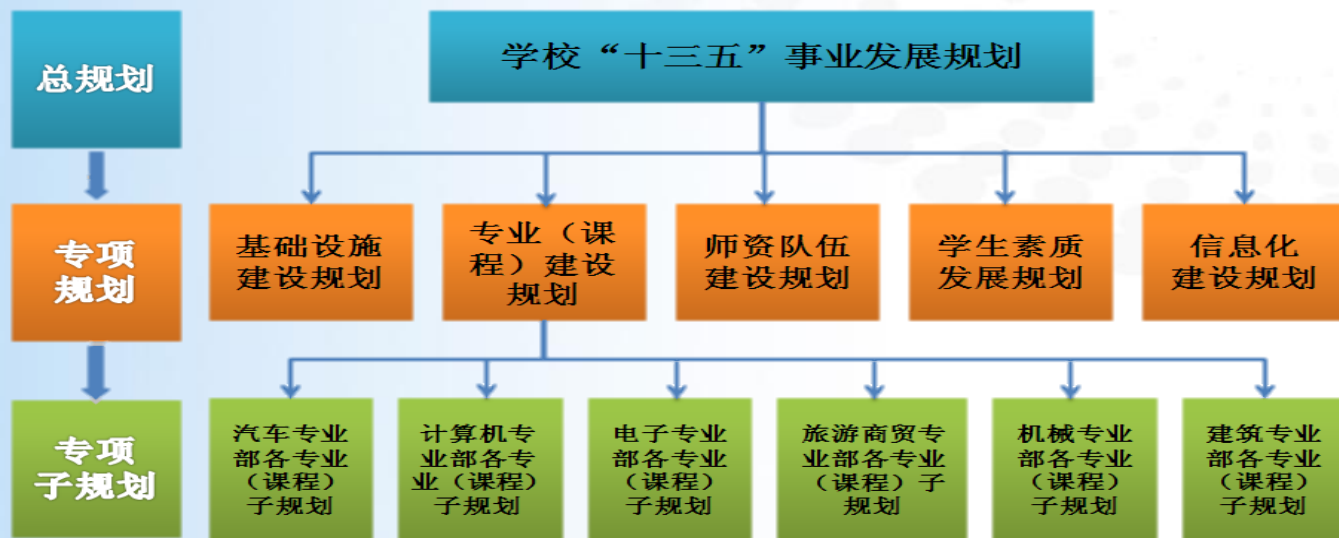 总规划
学校“十三五”事业发展规划
专项
规划
基础设施
建设规划
专业（课
程）建设
规划
师资队伍
建设规划
学生素质
发展规划
信息化
建设规划
专项
子规划
汽车专业
部各专业
（课程）
子规划
计算机专
业部各专
业（课程）
子规划
电子专业
部各专业
（课程）
子规划
旅游商贸专
业部各专业
（课程）子
规划
机械专业
部各专业
（课程）
子规划
建筑专业
部各专业
（课程）
子规划